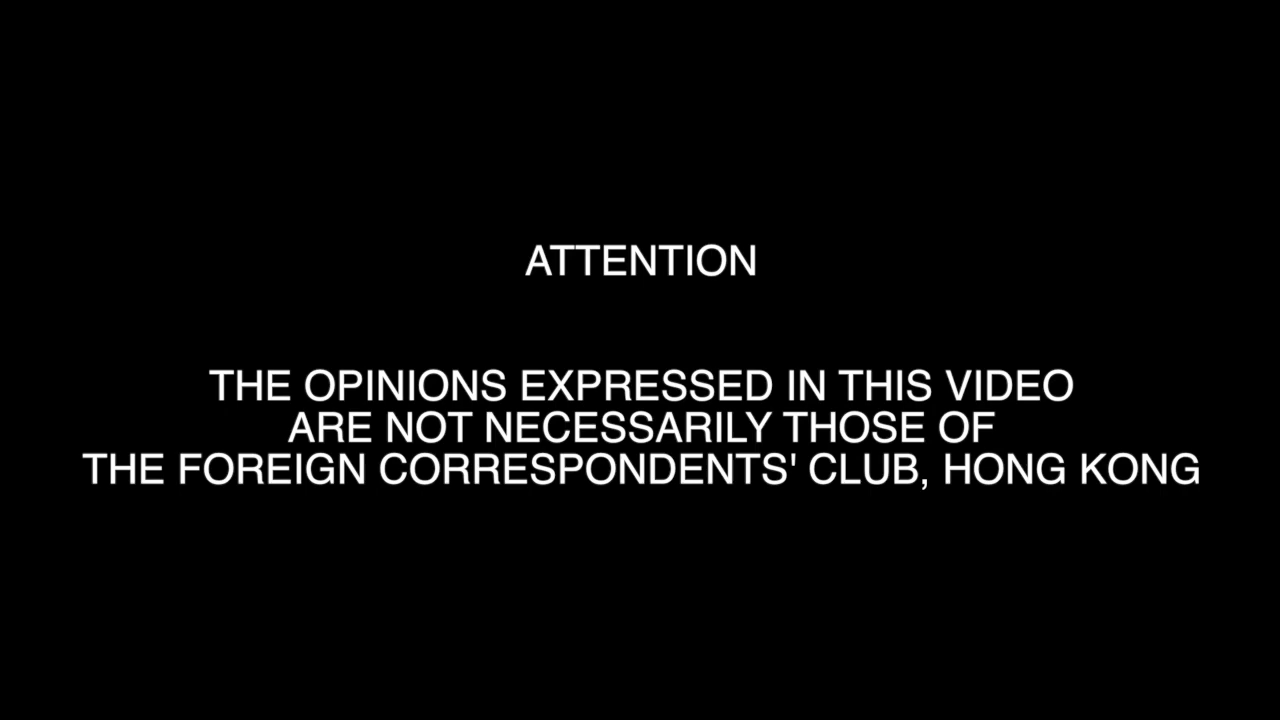 ATTENTION
THE OPINIONS EXPRESSED IN THIS VIDEO
ARE NOT NECESSARILY THOSE OF
THE FOREIGN CORRESPONDENTS' CLUB, HONG KONG